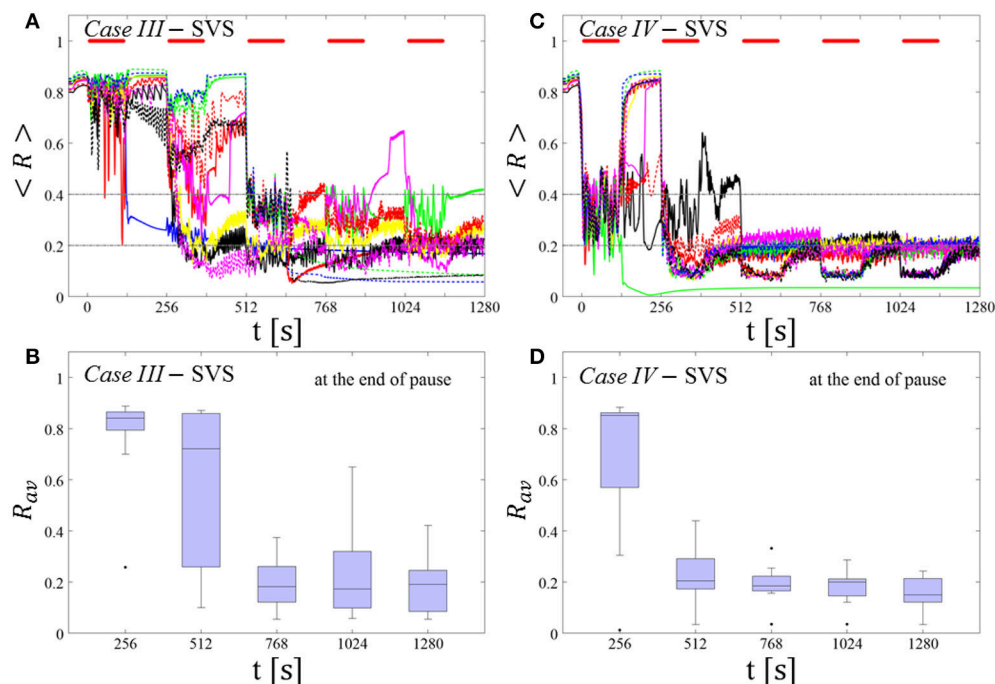 A
Case III – SVS
1
0.8
0.6
0.4
0.2
0
< R >
0 256 512 768 1024 1280
t [s]
C
Case IV – SVS
1
0.8
0.6
0.4
0.2
0
< R >
0 256 512 768 1024 1280
t [s]
B
Case III – SVS
at the end of pause
1
0.8
0.6
0.4
0.2
0
Rav
256 512 768 1024 1280
t [s]
D
Case IV – SVS
at the end of pause
1
0.8
0.6
0.4
0.2
0
Rav
256 512 768 1024 1280
t [s]